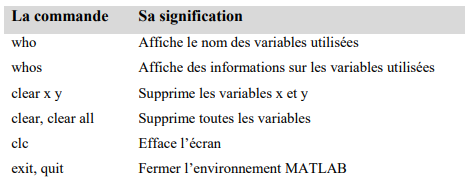 La commande Sa signification
who Affiche le nom des variables utilisées
whos Affiche des informations sur les variables utilisées
clear x y Supprime les variables x et y
clear, clear all Supprime toutes les variables
clc Efface l’écran
exit, quit Fermer l’environnement MATLAB